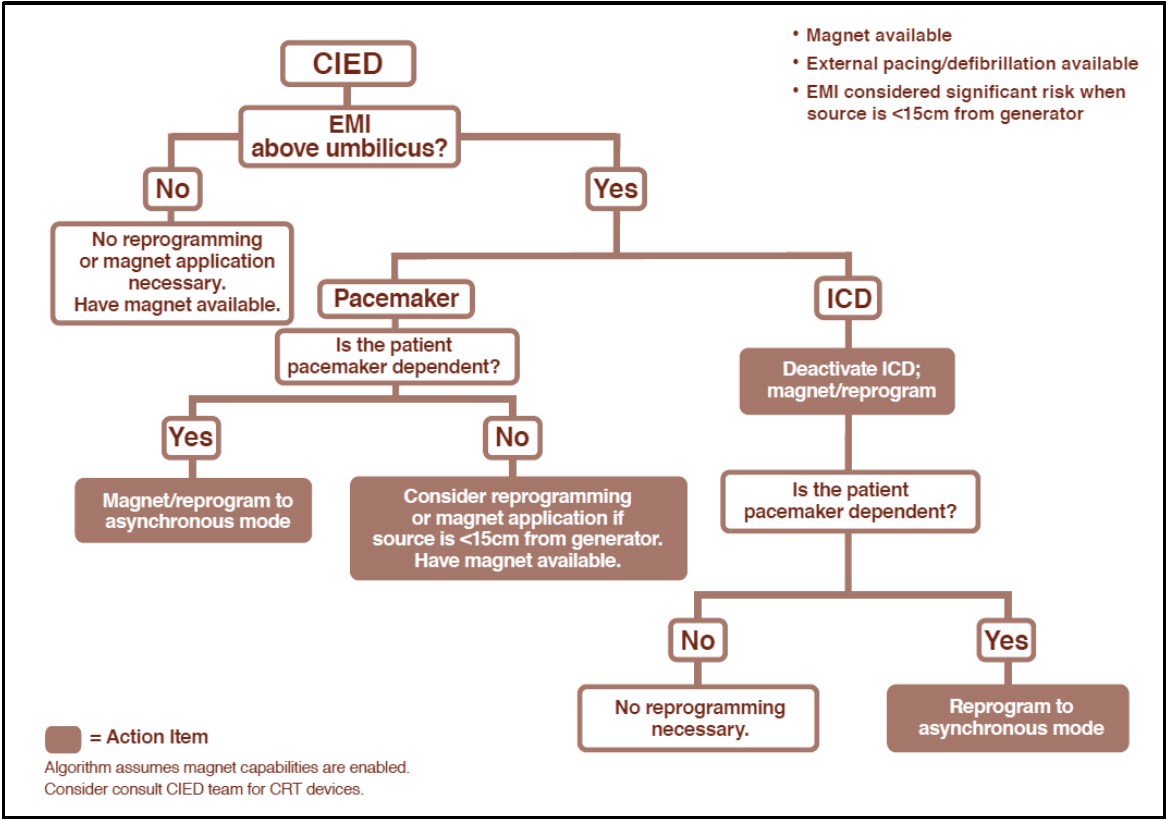 • Magnet available
• External pacing/defibrillation available
• EMI considered significant risk when
source is <15cm from generator
CIED
EMI
above umbilicus?
No
Yes
No reprogramming
or magnet application
necessary.
Have magnet available.
Pacemaker
ICD
Is the patient
pacemaker dependent?
Deactivate ICD;
magnet/reprogram
Yes
No
Magnet/reprogram to
asynchronous mode
Consider reprogramming
or magnet application if
source is <15cm from generator.
Have magnet available.
Is the patient
pacemaker dependent?
No
Yes
No reprogramming
necessary.
Reprogram to
asynchronous mode
= Action Item
Algorithm assumes magnet capabilities are enabled.
Consider consult CIED team for CRT devices.